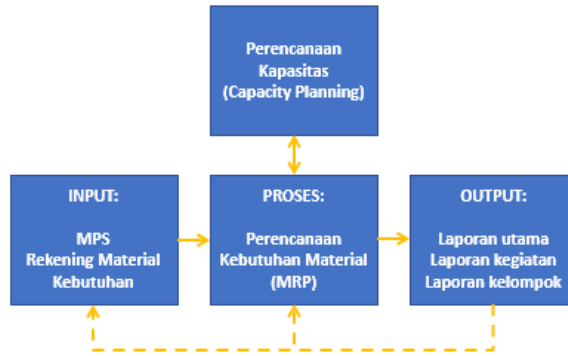 Perencanaan
Kapasitas
(Capacity Planning)
INPUT:
MPS
Rekening Material
Kebutuhan
PROSES:
Perencanaan
Kebutuhan Material
(MRP)
OUTPUT:
Laporan utama
Laporan kegiatan
Laporan kelompok